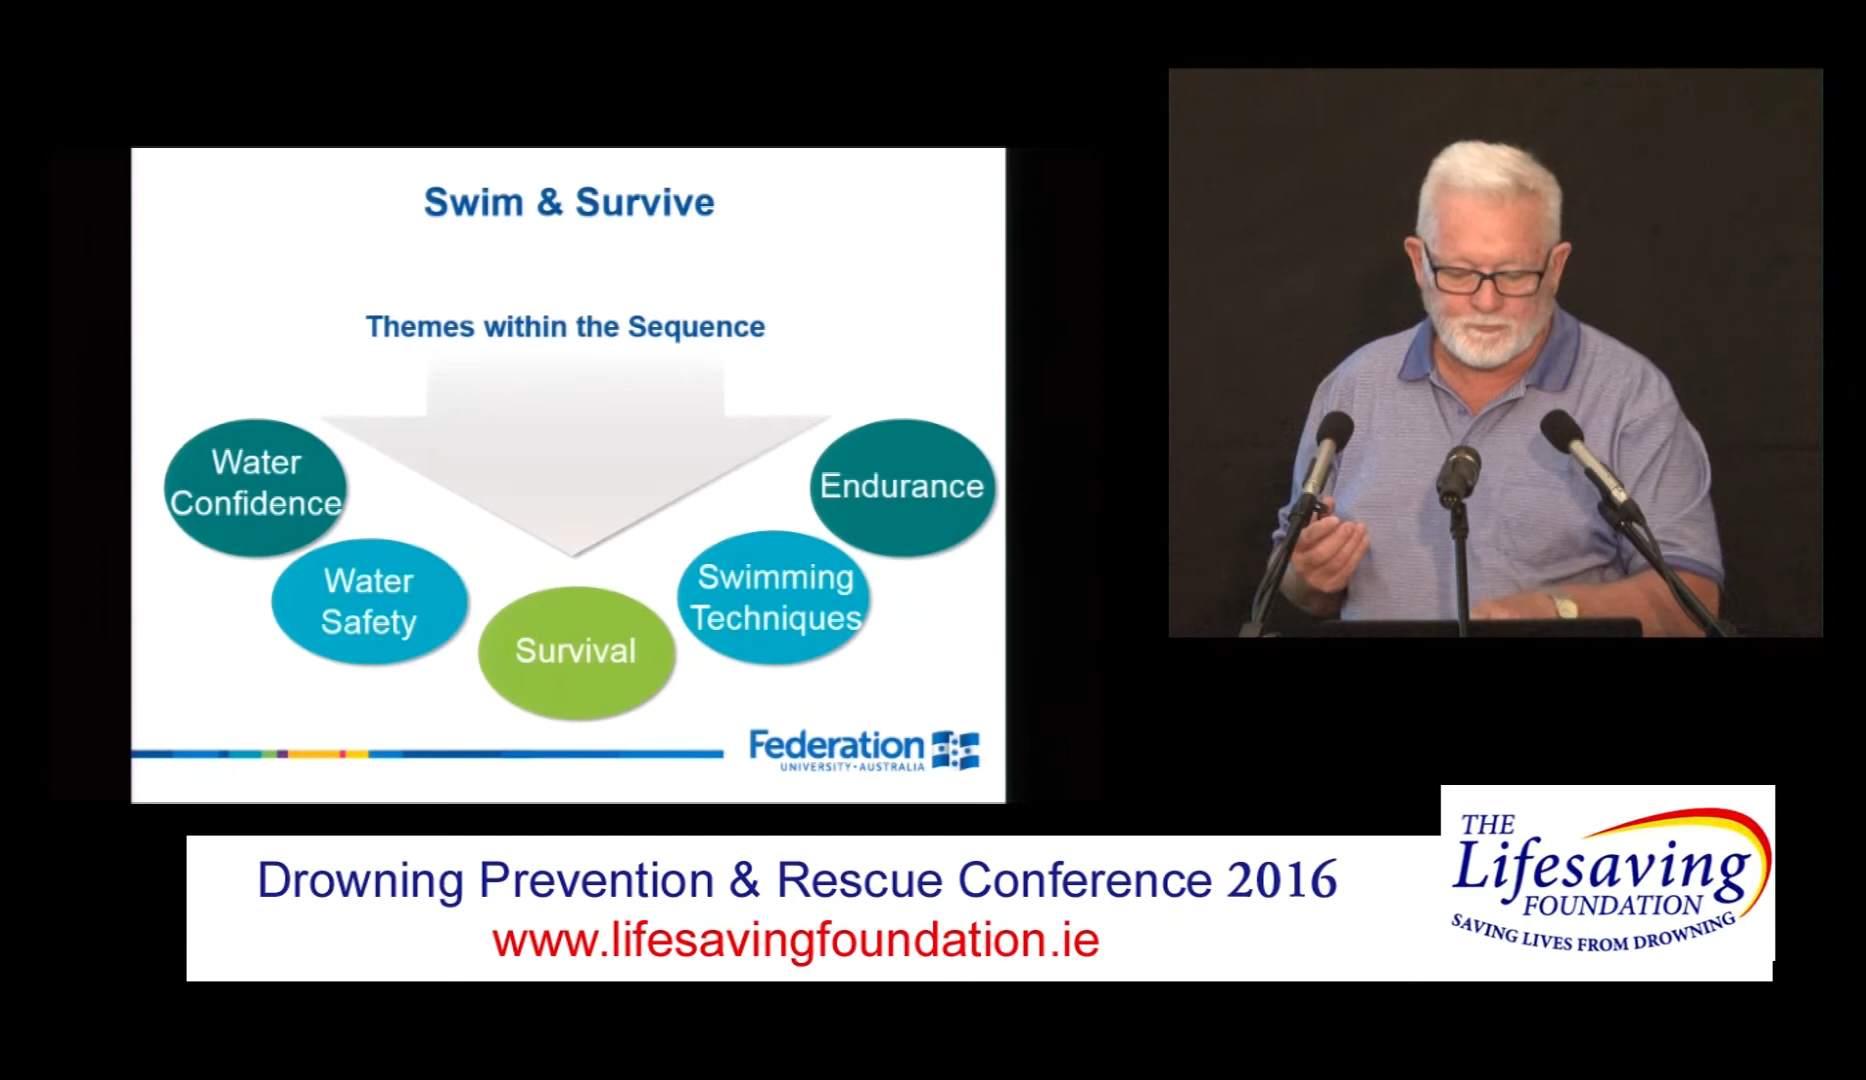 Swim & Survive
Themes within the Sequence
Water
Confidence
Water
Safety
Survival
Swimming
Techniques
Endurance
Federation
UNIVERSITY • AUSTRALIA
Drowning Prevention & Rescue Conference 2016
www.lifesavingfoundation.ie
THE
Lifesaving
FOUNDATION
SAVING LIVES FROM DROWNING